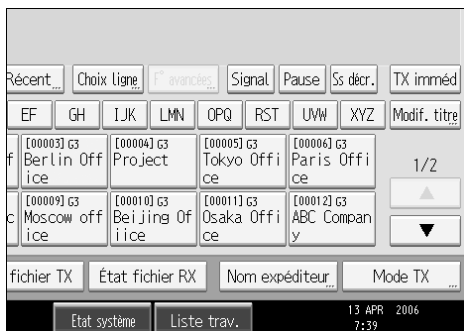 Récent Choix ligne F° avancées Signal Pause Ss décr. TX imméd
EF GH IJK LMN OPQ RST UVW XYZ Modif. titre
[00003] G3 [00004] G3 [00005] G3 [00006] G3
f Berlin Off Project Tokyo Offi Paris Offi 1/2
ice ce ce
[00009] G3 [00010] G3 [00011] G3 [00012] G3
c Moscow off Beijing Of Osaka Offi ABC Compan
ice iice ce y
fichier TX État fichier RX Nom expéditeur Mode TX
Etat système Liste trav. 13 APR 2006
7:39